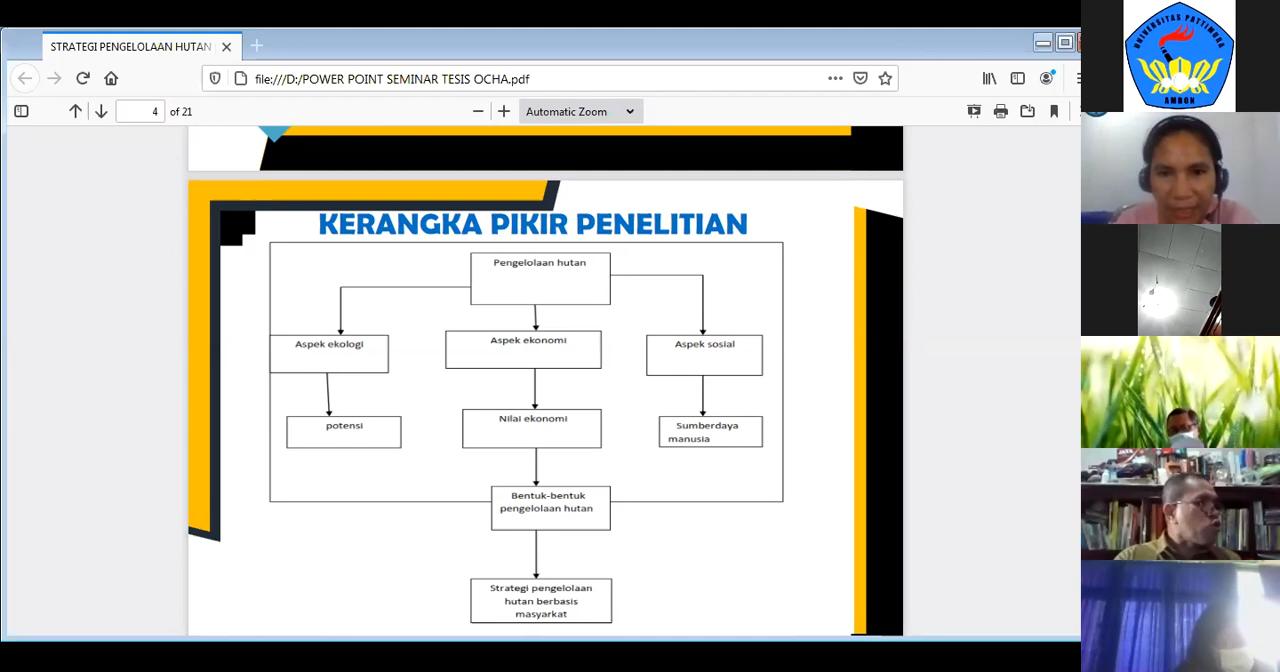 STRATEGI PENGELOLAAN HUTAN
file:///D:/POWER POINT SEMINAR TESIS OCHA.pdf
4 of 21
Automatic Zoom
KERANGKA PIKIR PENELITIAN
Pengelolaan hutan
Aspek ekologi
Aspek ekonomi
Aspek sosial
potensi
Nilai ekonomi
Sumberdaya
manusia
Bentuk-bentuk
pengelolaan hutan
Strategi pengelolaan
hutan berbasis
masyarkat
UNIVERSITAS PATTIMURA
AMBON